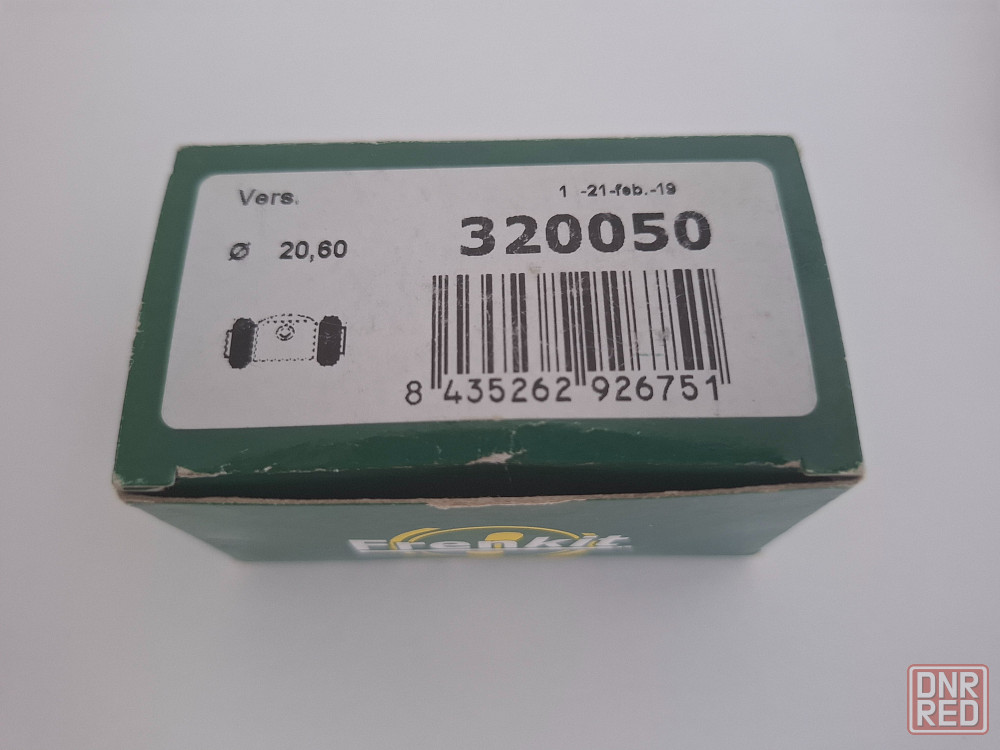 Vers.
1 -21-feb.-19
320050
Ø 20,60
8 435262 926751
Frenkit
DNR
RED